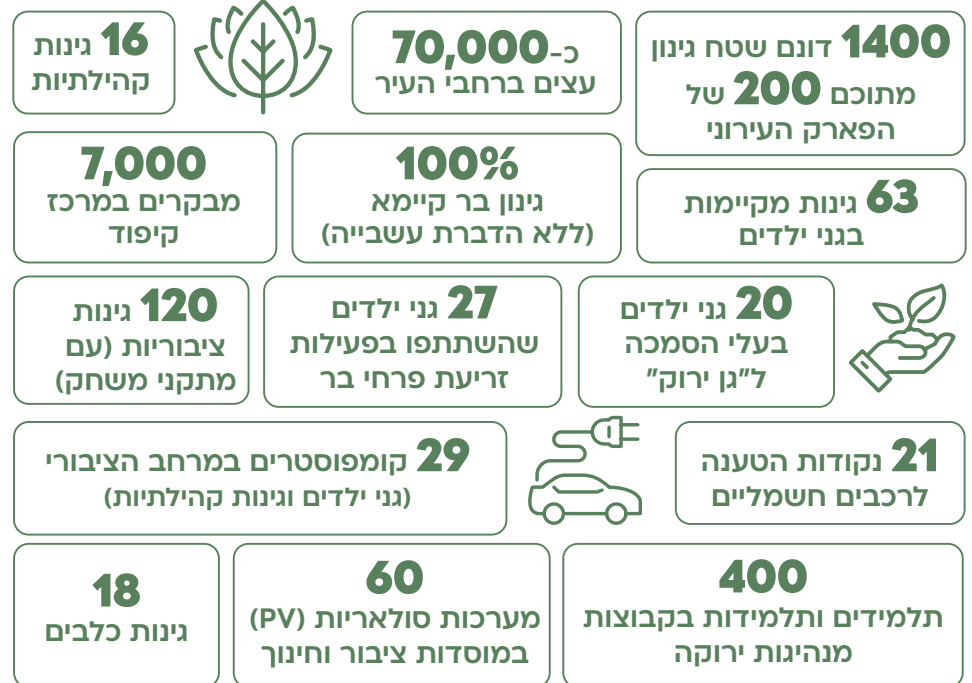 1400 דונם שטח גינון
מתוכם 200 של
הפארק העירוני
כ-70,000
עצים ברחבי העיר
16 גינות
קהילתיות
63 גינות מקיימות
בגני ילדים
100%
גינון בר קיימא
(ללא הדברת עשבייה)
7,000
מבקרים במרכז
קיפוד
20 גני ילדים
בעלי הסמכה
ל"גן ירוק"
27 גני ילדים
שהשתתפו בפעילות
זריעת פרחי בר
120 גינות
ציבוריות (עם
מתקני משחק)
21 נקודות הטענה
לרכבים חשמליים
29 קומפוסטרים במרחב הציבורי
(גני ילדים וגינות קהילתיות)
400
תלמידים ותלמידות בקבוצות
מנהיגות ירוקה
60
מערכות סולאריות (PV)
במוסדות ציבור וחינוך
18
גינות כלבים